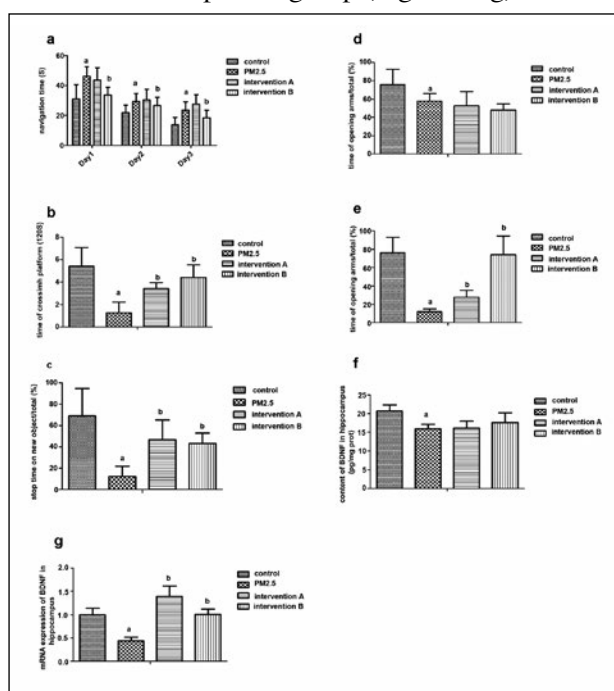 a
control
PM2.5
intervention A
intervention B
navigation time (S)
60
40
20
0
a
b
a
b
a
b
Day1
Day2
Day3
b
time of crossimh platform (120S)
8
6
4
2
0
a
b
b
control
PM2.5
intervention A
intervention B
c
stop time on new object/total (%)
100
80
60
40
20
0
a
b
b
control
PM2.5
intervention A
intervention B
d
time of opening arms/total (%)
100
80
60
40
20
0
a
control
PM2.5
intervention A
intervention B
e
time of opening arms/total (%)
100
80
60
40
20
0
a
b
b
control
PM2.5
intervention A
intervention B
f
content of BDNF in hippocampus
(pg/mg prot)
25
20
15
10
5
0
a
control
PM2.5
intervention A
intervention B
g
mRNA expression of BDNF in
hippocampus
2.0
1.5
1.0
0.5
0.0
a
b
b
control
PM2.5
intervention A
intervention B